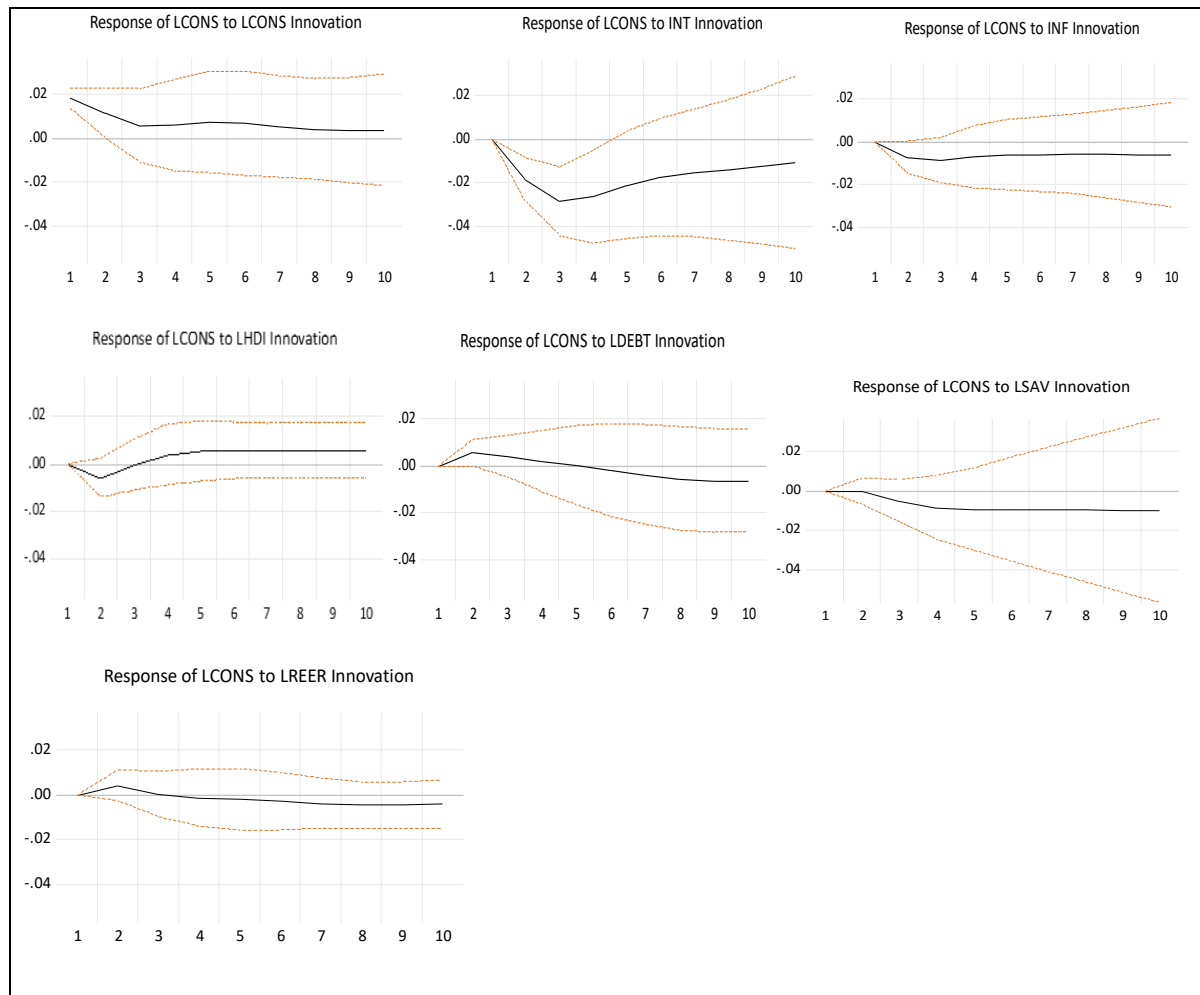 Response of LCONS to LCONS Innovation
.02
.00
-.02
-.04
1 2 3 4 5 6 7 8 9 10
Response of LCONS to INT Innovation
.02
.00
-.02
-.04
1 2 3 4 5 6 7 8 9 10
Response of LCONS to INF Innovation
.02
.00
-.02
-.04
1 2 3 4 5 6 7 8 9 10
Response of LCONS to LHDI Innovation
.02
.00
-.02
-.04
1 2 3 4 5 6 7 8 9 10
Response of LCONS to LDEBT Innovation
.02
.00
-.02
-.04
1 2 3 4 5 6 7 8 9 10
Response of LCONS to LSAV Innovation
.02
.00
-.02
-.04
1 2 3 4 5 6 7 8 9 10
Response of LCONS to LREER Innovation
.02
.00
-.02
-.04
1 2 3 4 5 6 7 8 9 10